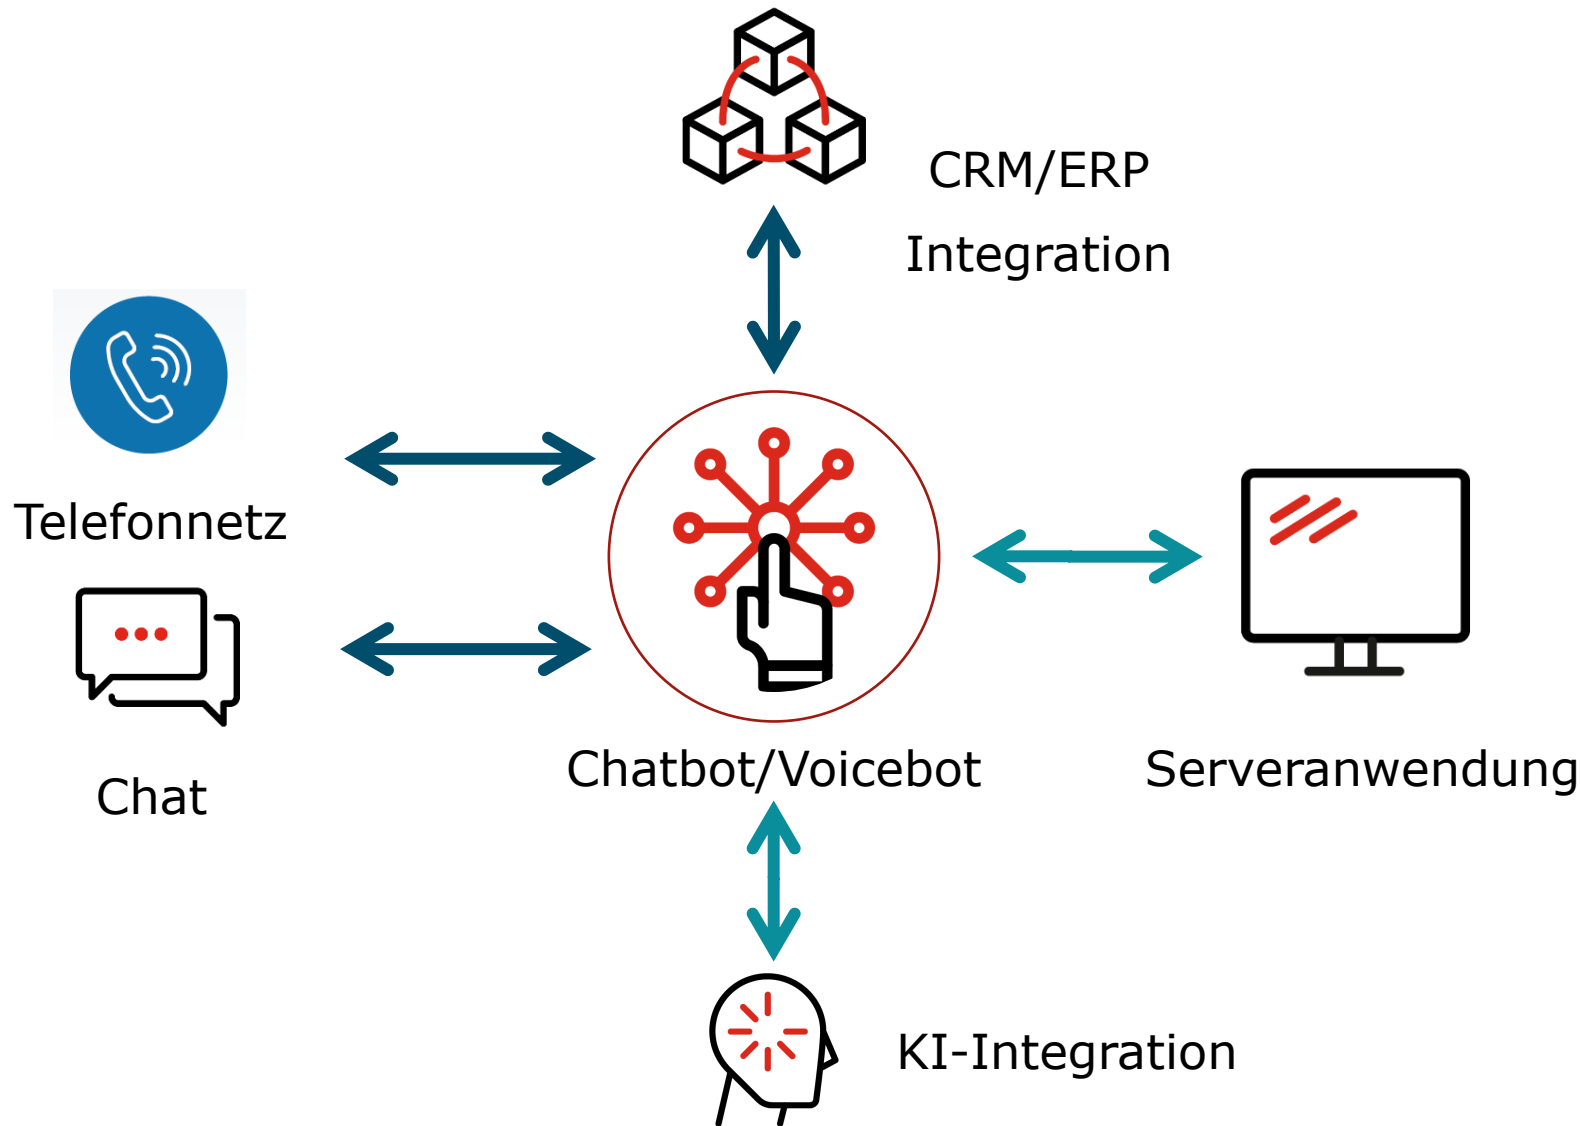 CRM/ERP
Integration
Telefonnetz
Chat
Chatbot/Voicebot
Serveranwendung
KI-Integration